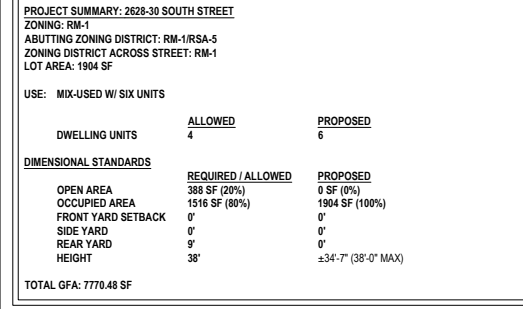 PROJECT SUMMARY: 2628-30 SOUTH STREET
ZONING: RM-1
ABUTTING ZONING DISTRICT: RM-1/RSA-5
ZONING DISTRICT ACROSS STREET: RM-1
LOT AREA: 1904 SF
USE: MIX-USED W/ SIX UNITS
ALLOWED PROPOSED
DWELLING UNITS 4 6
DIMENSIONAL STANDARDS
REQUIRED / ALLOWED PROPOSED
OPEN AREA 388 SF (20%) 0 SF (0%)
OCCUPIED AREA 1516 SF (80%) 1904 SF (100%)
FRONT YARD SETBACK 0' 0'
SIDE YARD 0' 0'
REAR YARD 9' 0'
HEIGHT 38' ±34'-7" (38'-0" MAX)
TOTAL GFA: 7770.48 SF